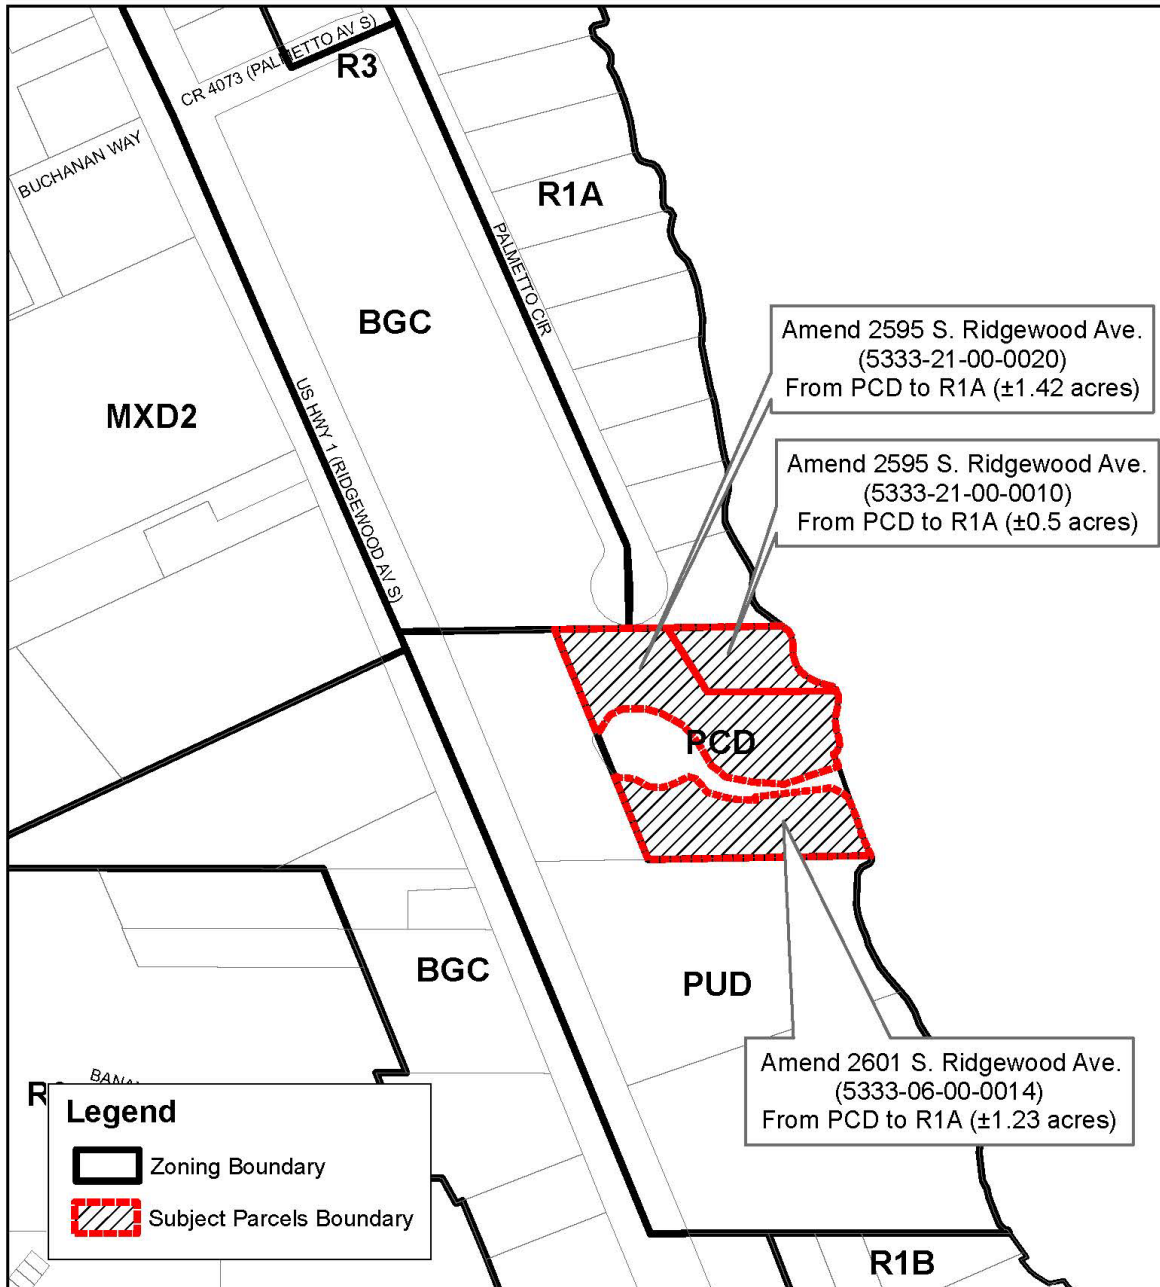 CR 4073 (PALMETTO AV S)
R3
BUCHANAN WAY
R1A
PALMETTO CIR
BGC
MXD2
US HWY 1 (RIDGEWOOD AV S)
Amend 2595 S. Ridgewood Ave.
(5333-21-00-0020)
From PCD to R1A (±1.42 acres)
Amend 2595 S. Ridgewood Ave.
(5333-21-00-0010)
From PCD to R1A (±0.5 acres)
PCD
BGC
PUD
Amend 2601 S. Ridgewood Ave.
(5333-06-00-0014)
From PCD to R1A (±1.23 acres)
Legend
Zoning Boundary
Subject Parcels Boundary
R1B